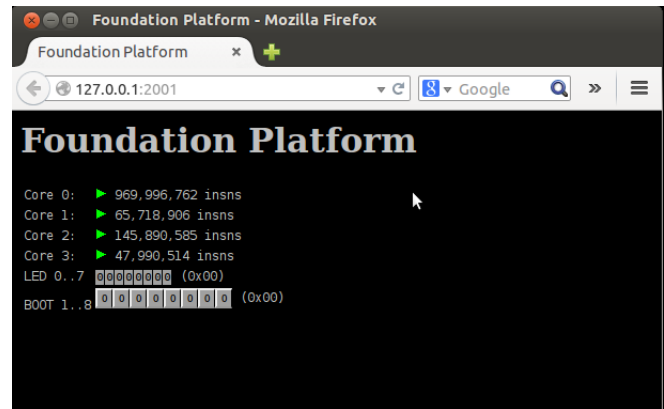 Foundation Platform - Mozilla Firefox
Foundation Platform
127.0.0.1:2001
Google
Foundation Platform
Core 0: 969,996,762 insns
Core 1: 65,718,906 insns
Core 2: 145,890,585 insns
Core 3: 47,990,514 insns
LED 0..7 00000000 (0x00)
BOOT 1..8 0 0 0 0 0 0 0 0 (0x00)